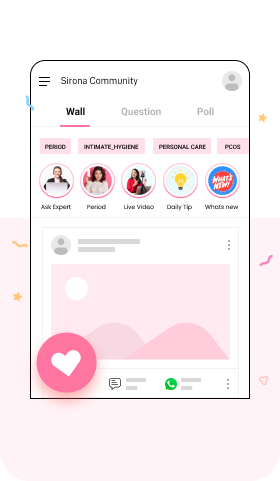 Sirona Community
Wall Question Poll
PERIOD INTIMATE_HYGIENE PERSONAL CARE PCOS
WHATS NEW!
Ask Expert Period Live Video Daily Tip Whats new